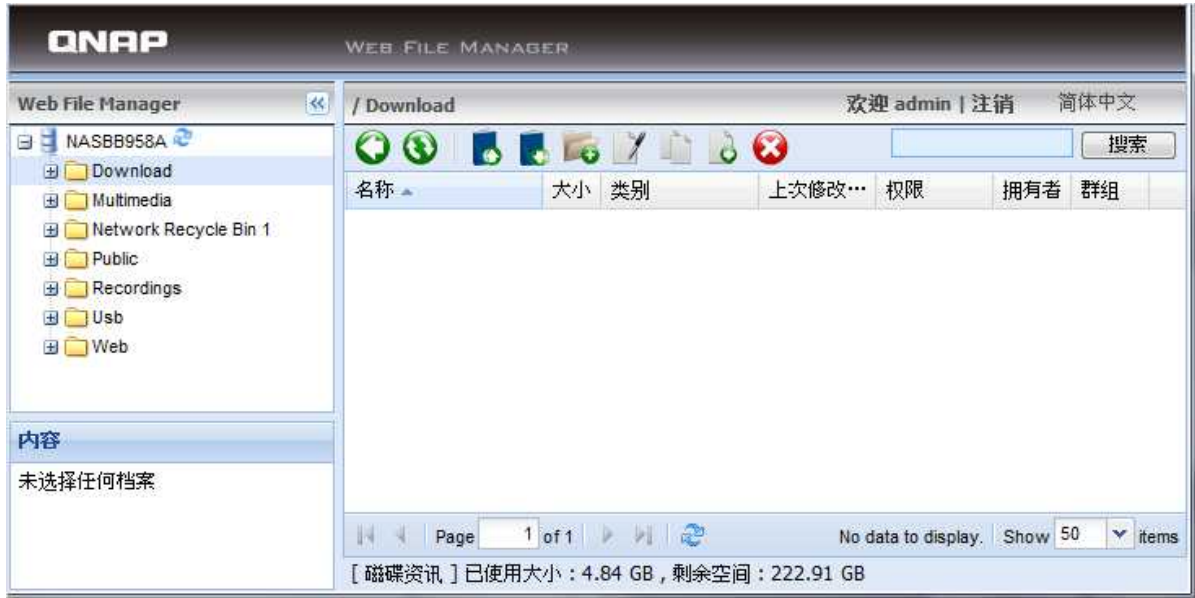 QNAP WEB FILE MANAGER
Web File Manager
/ Download 欢迎 admin | 注销 简体中文
NASBB958A
Download
Multimedia
Network Recycle Bin 1
Public
Recordings
Usb
Web
搜索
名称 大小 类别 上次修改… 权限 拥有者 群组
内容
未选择任何档案
Page 1 of 1 No data to display. Show 50 items
[ 磁碟资讯 ] 已使用大小 : 4.84 GB , 剩余空间 : 222.91 GB